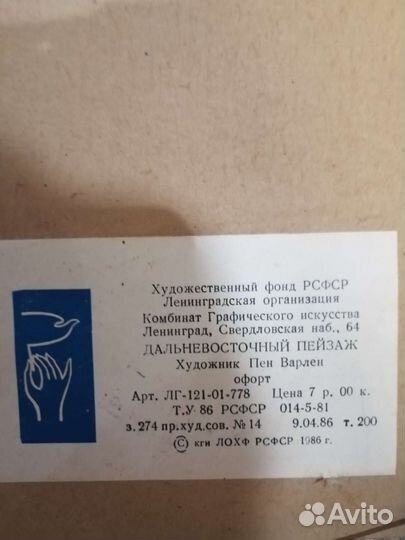 Художественный фонд РСФСР
Ленинградская организация
Комбинат Графического искусства
Ленинград, Свердловская наб., 64
ДАЛЬНЕВОСТОЧНЫЙ ПЕЙЗАЖ
Художник Пен Варлен
офорт
Арт. ЛГ-121-01-778 Цена 7 р. 00 к.
Т.У 86 РСФСР 014-5-81
з. 274 пр. худ. сов. № 14 9.04.86 т. 200
© кги ЛОХФ РСФСР 1986 г.
Avito